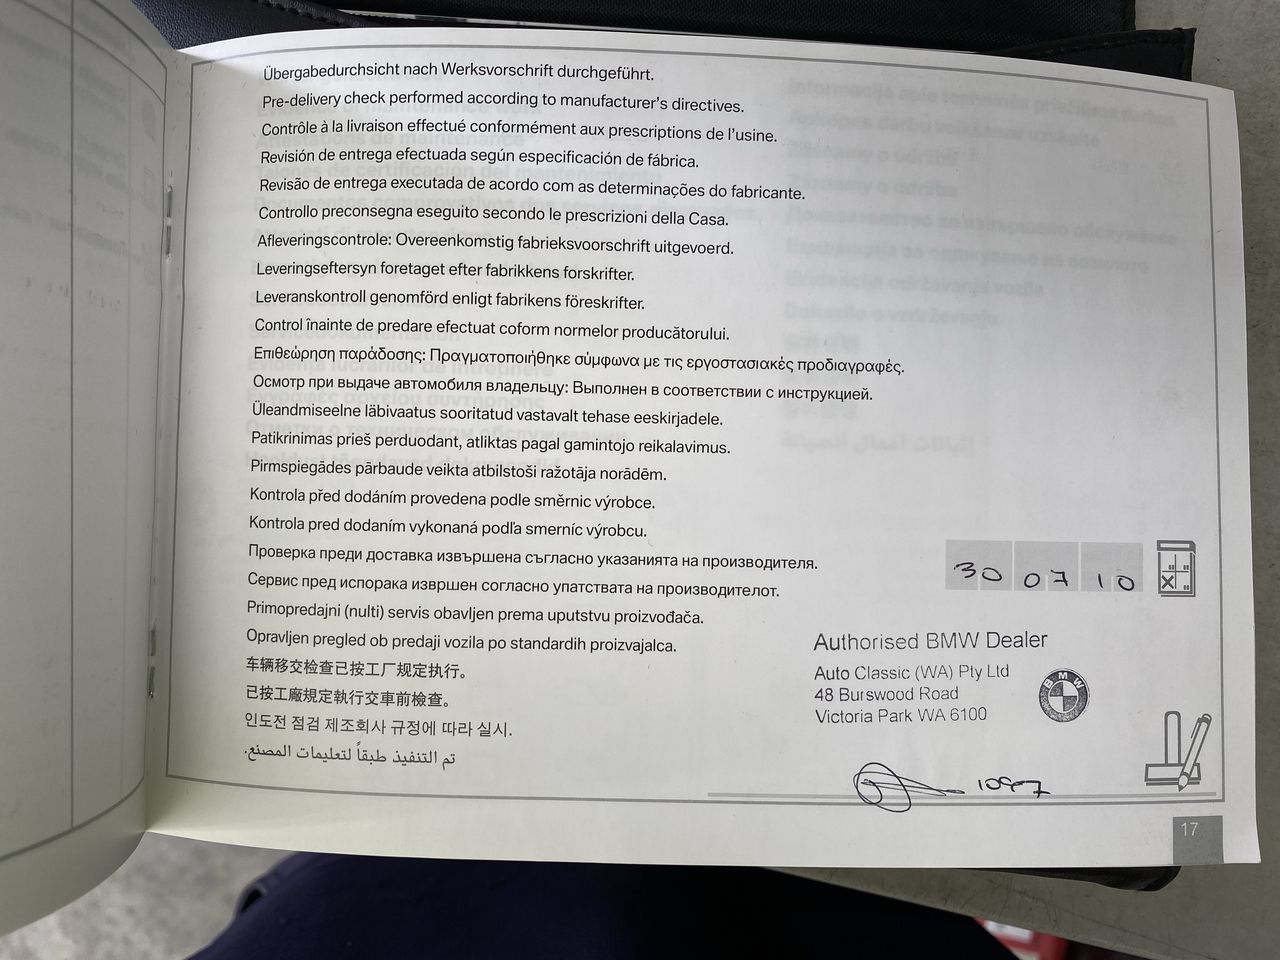 Übergabedurchsicht nach Werksvorschrift durchgeführt.
Pre-delivery check performed according to manufacturer's directives.
Contrôle à la livraison effectué conformément aux prescriptions de l'usine.
Revisión de entrega efectuada según especificación de fábrica.
Revisão de entrega executada de acordo com as determinações do fabricante.
Controllo preconsegna eseguito secondo le prescrizioni della Casa.
Afleveringscontrole: Overeenkomstig fabrieksvoorschrift uitgevoerd.
Leveringseftersyn foretaget efter fabrikkens forskrifter.
Leveranskontroll genomförd enligt fabrikens föreskrifter.
Control înainte de predare efectuat coform normelor producătorului.
Επιθεώρηση παράδοσης: Πραγματοποιήθηκε σύμφωνα με τις εργοστασιακές προδιαγραφές.
Осмотр при выдаче автомобиля владельцу: Выполнен в соответствии с инструкцией.
Üleandmiseelne läbivaatus sooritatud vastavalt tehase eeskirjadele.
Patikrinimas prieš perduodant, atliktas pagal gamintojo reikalavimus.
Pirmspiegādes pārbaude veikta atbilstoši ražotāja norādēm.
Kontrola před dodáním provedena podle směrnic výrobce.
Kontrola pred dodaním vykonaná podľa smerníc výrobcu.
Проверка преди доставка извършена съгласно указанията на производителя.
Сервис пред испорака извршен согласно упатствата на производителот.
Primopredajni (nulti) servis obavljen prema uputstvu proizvođača.
Opravljen pregled ob predaji vozila po standardih proizvajalca.
车辆移交检查已按工厂规定执行。
已按工廠規定執行交車前檢查。
인도전 점검 제조회사 규정에 따라 실시.
تم التنفيذ طبقاً لتعليمات المصنع.
30 07 10
Authorised BMW Dealer
Auto Classic (WA) Pty Ltd
48 Burswood Road
Victoria Park WA 6100
BMW
1097
17